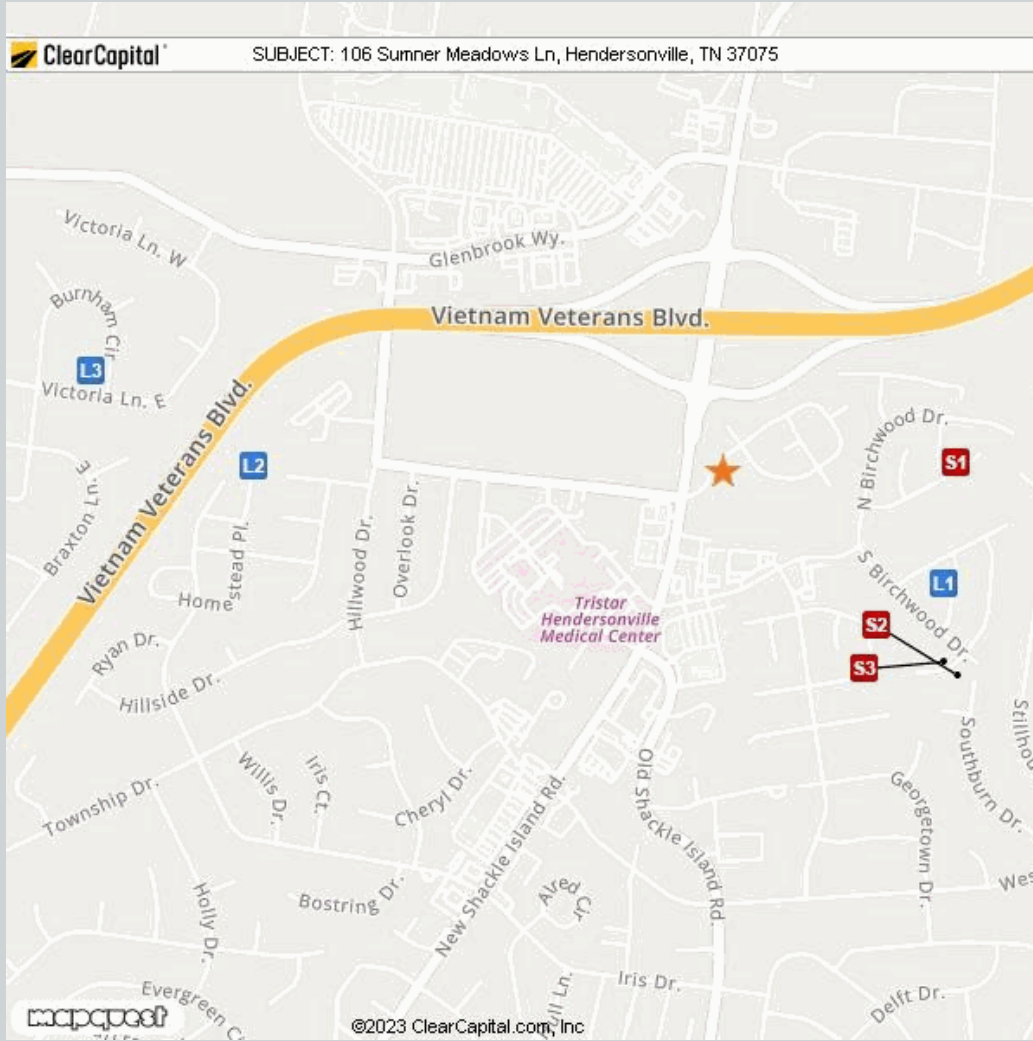 ClearCapital
SUBJECT: 106 Sumner Meadows Ln, Hendersonville, TN 37075
Victoria Ln. W
Glenbrook Wy.
Burnham Cir
Vietnam Veterans Blvd.
L3
Victoria Ln. E
Vietnam Veterans Blvd.
N Birchwood Dr.
L2
S1
Braxton Ln. E
Overlook Dr.
Hillwood Dr.
Homestead Pl.
S Birchwood Dr.
L1
Tristar
Hendersonville
Medical Center
S2
S3
Ryan Dr.
Hillside Dr.
Stillhou
Southburn Dr.
Willis Dr.
Iris Ct.
Cheryl Dr.
Old Shackle Island Rd.
Georgetown Dr.
Township Dr.
New Shackle Island Rd.
Wes
Bostring Dr.
Alred Cir
Holly Dr.
Iris Dr.
Evergreen C
Delft Dr.
mapquest
©2023 ClearCapital.com, Inc